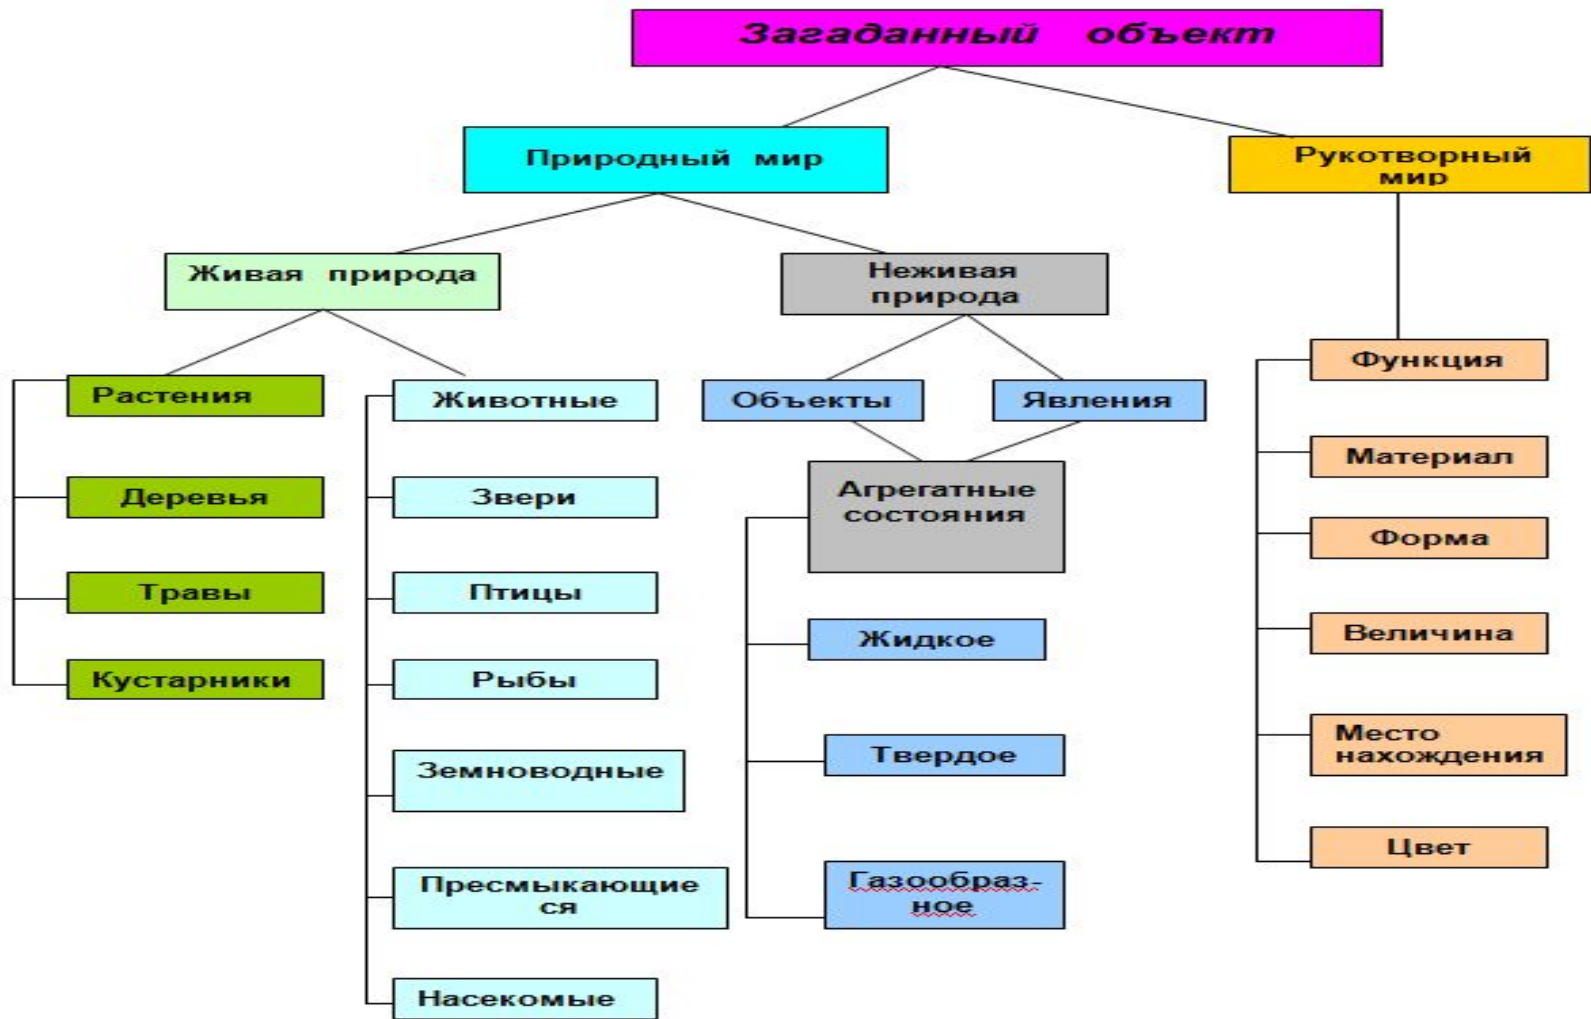 Загаданный объект
Природный мир
Рукотворный
мир
Живая природа
Неживая
природа
Растения
Деревья
Травы
Кустарники
Животные
Звери
Птицы
Рыбы
Земноводные
Пресмыкающие
ся
Насекомые
Объекты
Явления
Агрегатные
состояния
Жидкое
Твердое
Газообраз-
ное
Функция
Материал
Форма
Величина
Место
нахождения
Цвет